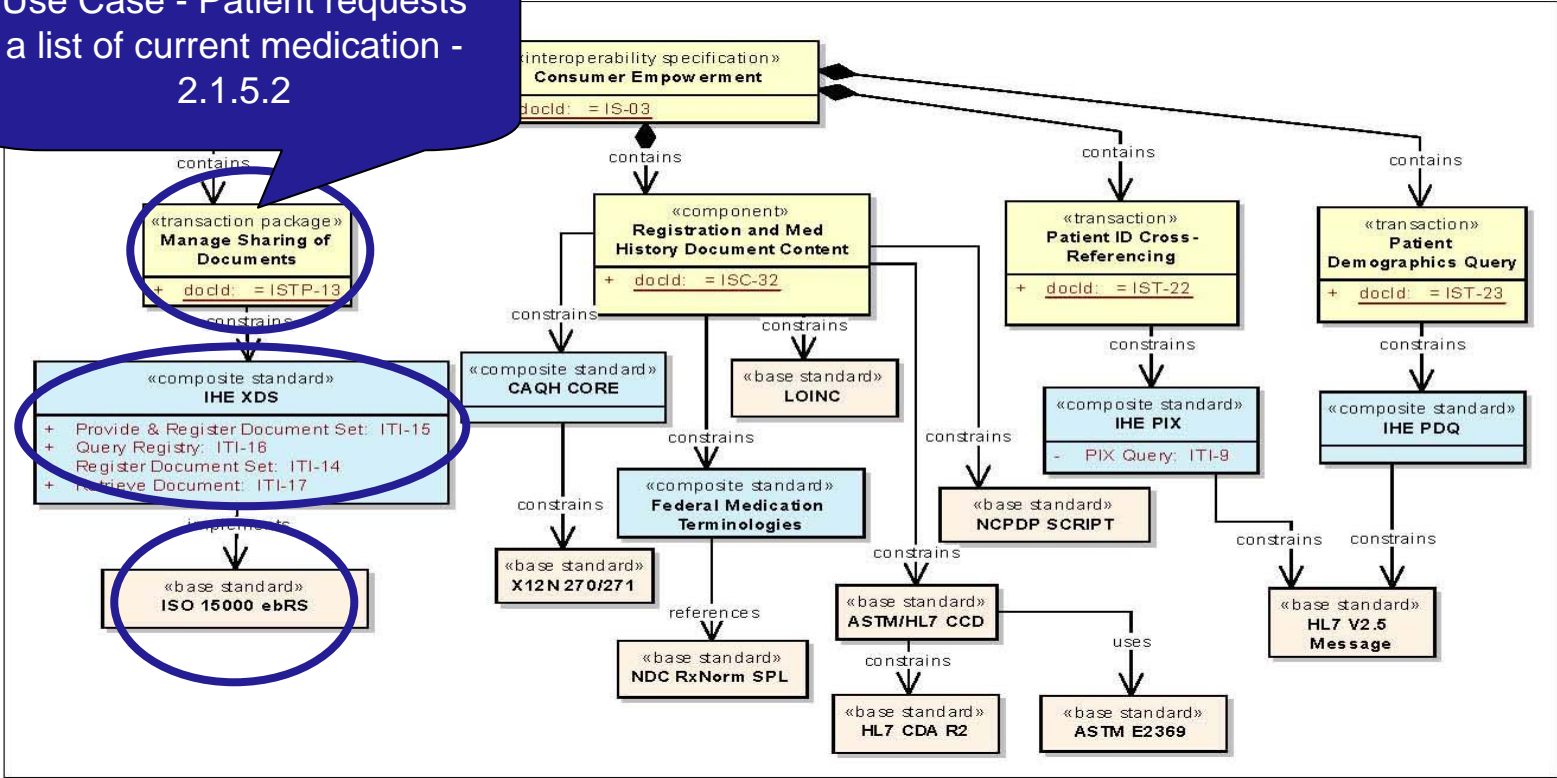 Use Case - Patient requests
a list of current medication -
2.1.5.2
interoperability specification»
Consumer Empowerment
docId: = IS-03
contains
contains
contains
contains
«transaction package»
Manage Sharing of
Documents
+ docId: = ISTP-13
«component»
Registration and Med
History Document Content
+ docId: = ISC-32
«transaction»
Patient ID Cross-
Referencing
+ docId: = IST-22
«transaction»
Patient
Demographics Query
+ docId: = IST-23
constrains
constrains
constrains
constrains
constrains
«composite standard»
IHE XDS
+ Provide & Register Document Set: ITI-15
+ Query Registry: ITI-16
Register Document Set: ITI-14
+ Retrieve Document: ITI-17
«composite standard»
CAQH CORE
«base standard»
LOINC
«composite standard»
IHE PIX
- PIX Query: ITI-9
«composite standard»
IHE PDQ
constrains
constrains
constrains
«composite standard»
Federal Medication
Terminologies
«base standard»
NCPDP SCRIPT
implements
constrains
constrains
constrains
«base standard»
ISO 15000 ebRS
«base standard»
X12N 270/271
references
«base standard»
ASTM/HL7 CCD
«base standard»
HL7 V2.5
Message
constrains
uses
«base standard»
NDC RxNorm SPL
«base standard»
HL7 CDA R2
«base standard»
ASTM E2369